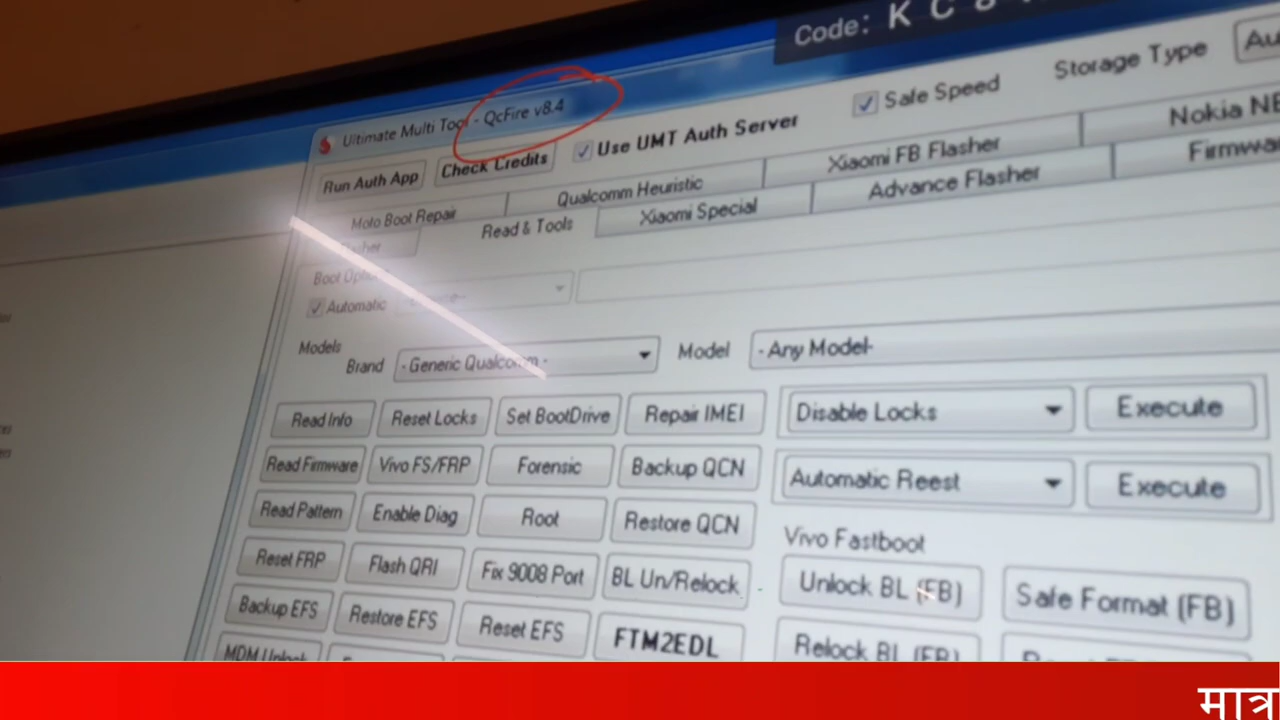 Code: K C 8
Ultimate Multi Tool - QcFire v8.4
Run Auth App Check Credits Use UMT Auth Server Safe Speed Storage Type
Moto Boot Repair Qualcomm Heuristic Xiaomi FB Flasher Nokia
Read & Tools Xiaomi Special Advance Flasher
Automatic
Models
Brand - Generic Qualcomm - Model - Any Model-
Read Info Reset Locks Set BootDrive Repair IMEI Disable Locks Execute
Read Firmware Vivo FS/FRP Forensic Backup QCN Automatic Reest Execute
Read Pattern Enable Diag Root Restore QCN
Vivo Fastboot
Reset FRP Flash QRI Fix 9008 Port BL Un/Relock Unlock BL (FB) Safe Format (FB)
Backup EFS Restore EFS Reset EFS FTM2EDL Relock BL (FB)
MDM Unlock
मात्र